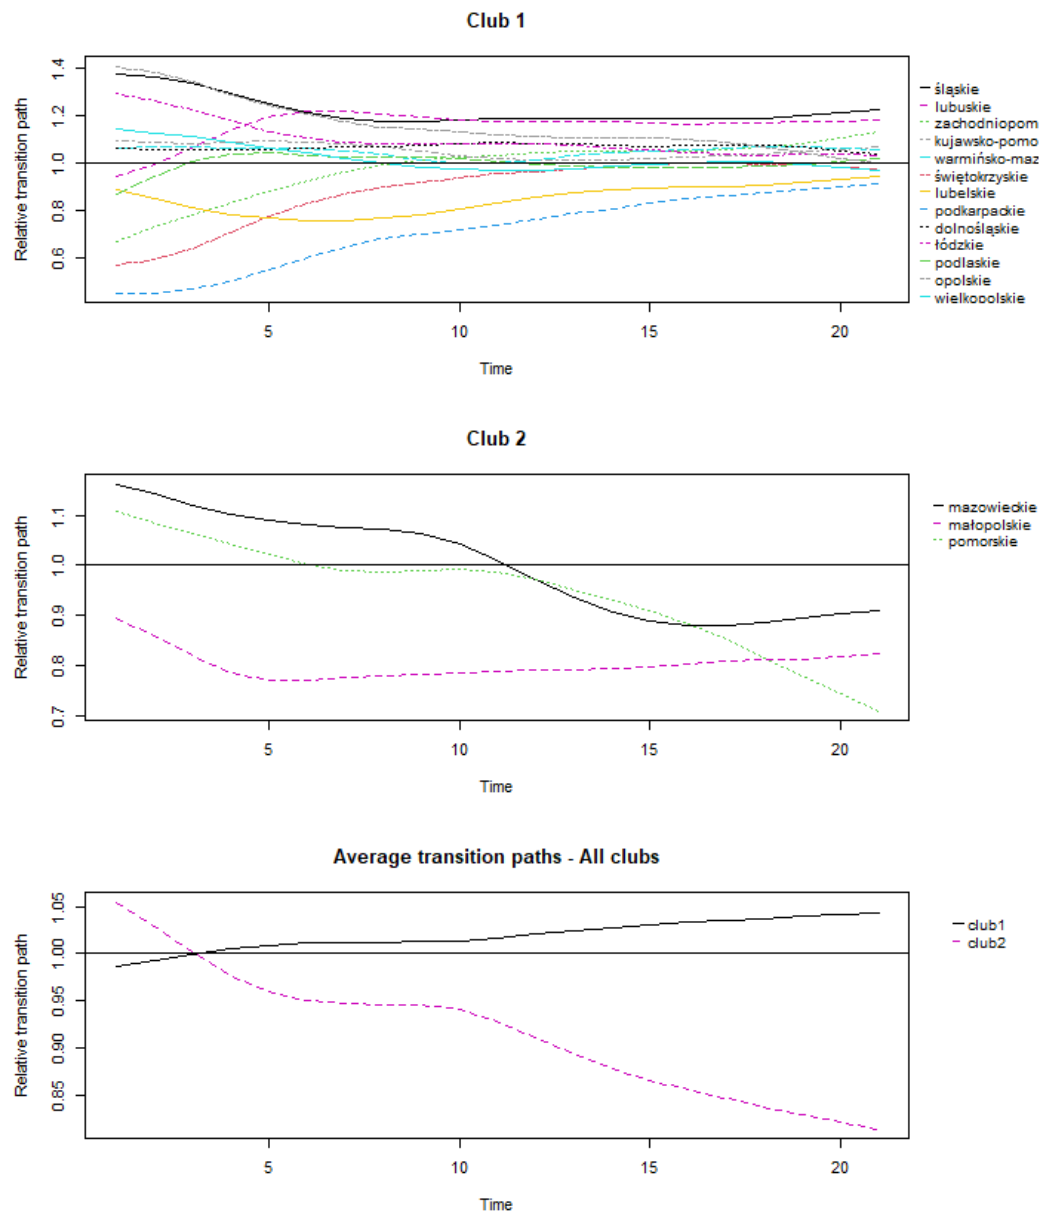 Club 1
Relative transition path
1.4
1.2
1.0
0.8
0.6
5
10
15
20
Time
śląskie
lubuskie
zachodniopom
kujawsko-pomo
warmińsko-maz
świętokrzyskie
lubelskie
podkarpackie
dolnośląskie
łódzkie
podlaskie
opolskie
wielkopolskie
Club 2
Relative transition path
1.1
1.0
0.9
0.8
0.7
5
10
15
20
Time
mazowieckie
małopolskie
pomorskie
Average transition paths - All clubs
Relative transition path
1.05
1.00
0.95
0.90
0.85
5
10
15
20
Time
club1
club2